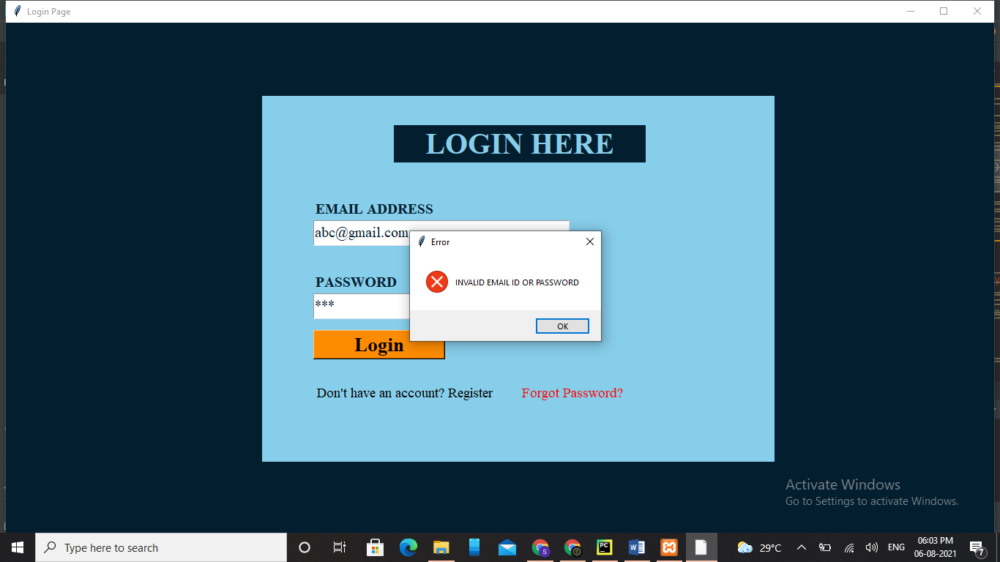 Login Page
LOGIN HERE
EMAIL ADDRESS
abc@gmail.com
Error
INVALID EMAIL ID OR PASSWORD
OK
PASSWORD
***
Login
Don't have an account? Register
Forgot Password?
Activate Windows
Go to Settings to activate Windows.
Type here to search
PC
W
S
29°C
ENG
06:03 PM
06-08-2021
7